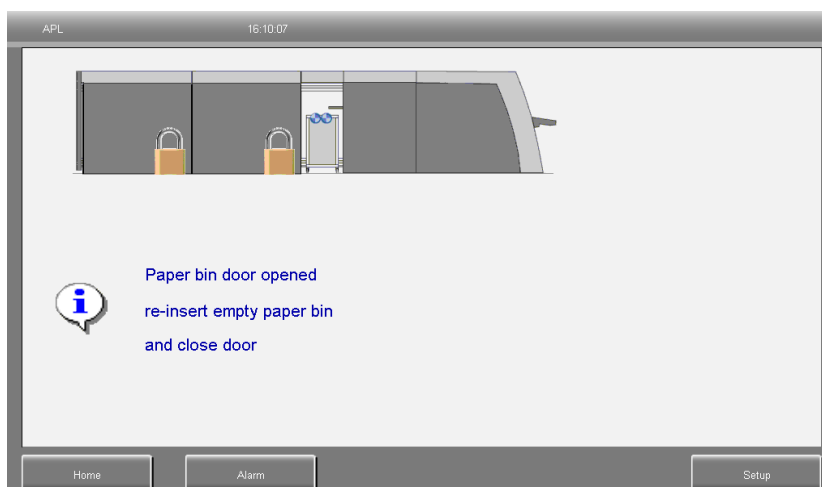 APL 16:10:07
Paper bin door opened
re-insert empty paper bin
and close door
Home Alarm Setup